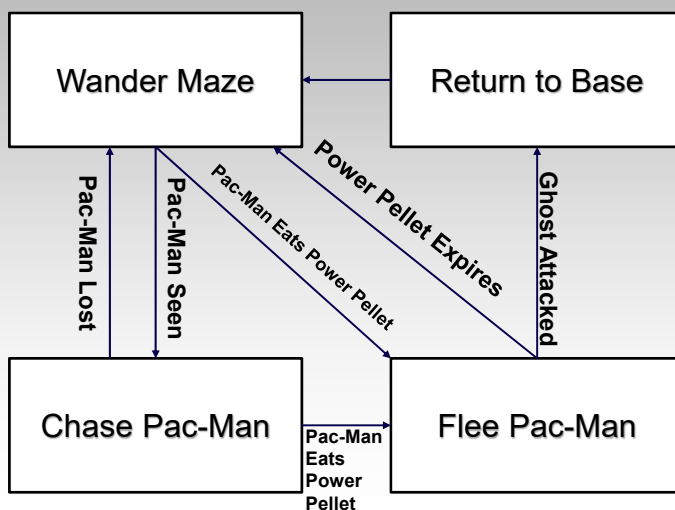 Wander Maze
Return to Base
Pac-Man Lost
Pac-Man Seen
Pac-Man Eats Power Pellet
Power Pellet Expires
Ghost Attacked
Chase Pac-Man
Pac-Man
Eats
Power
Pellet
Flee Pac-Man